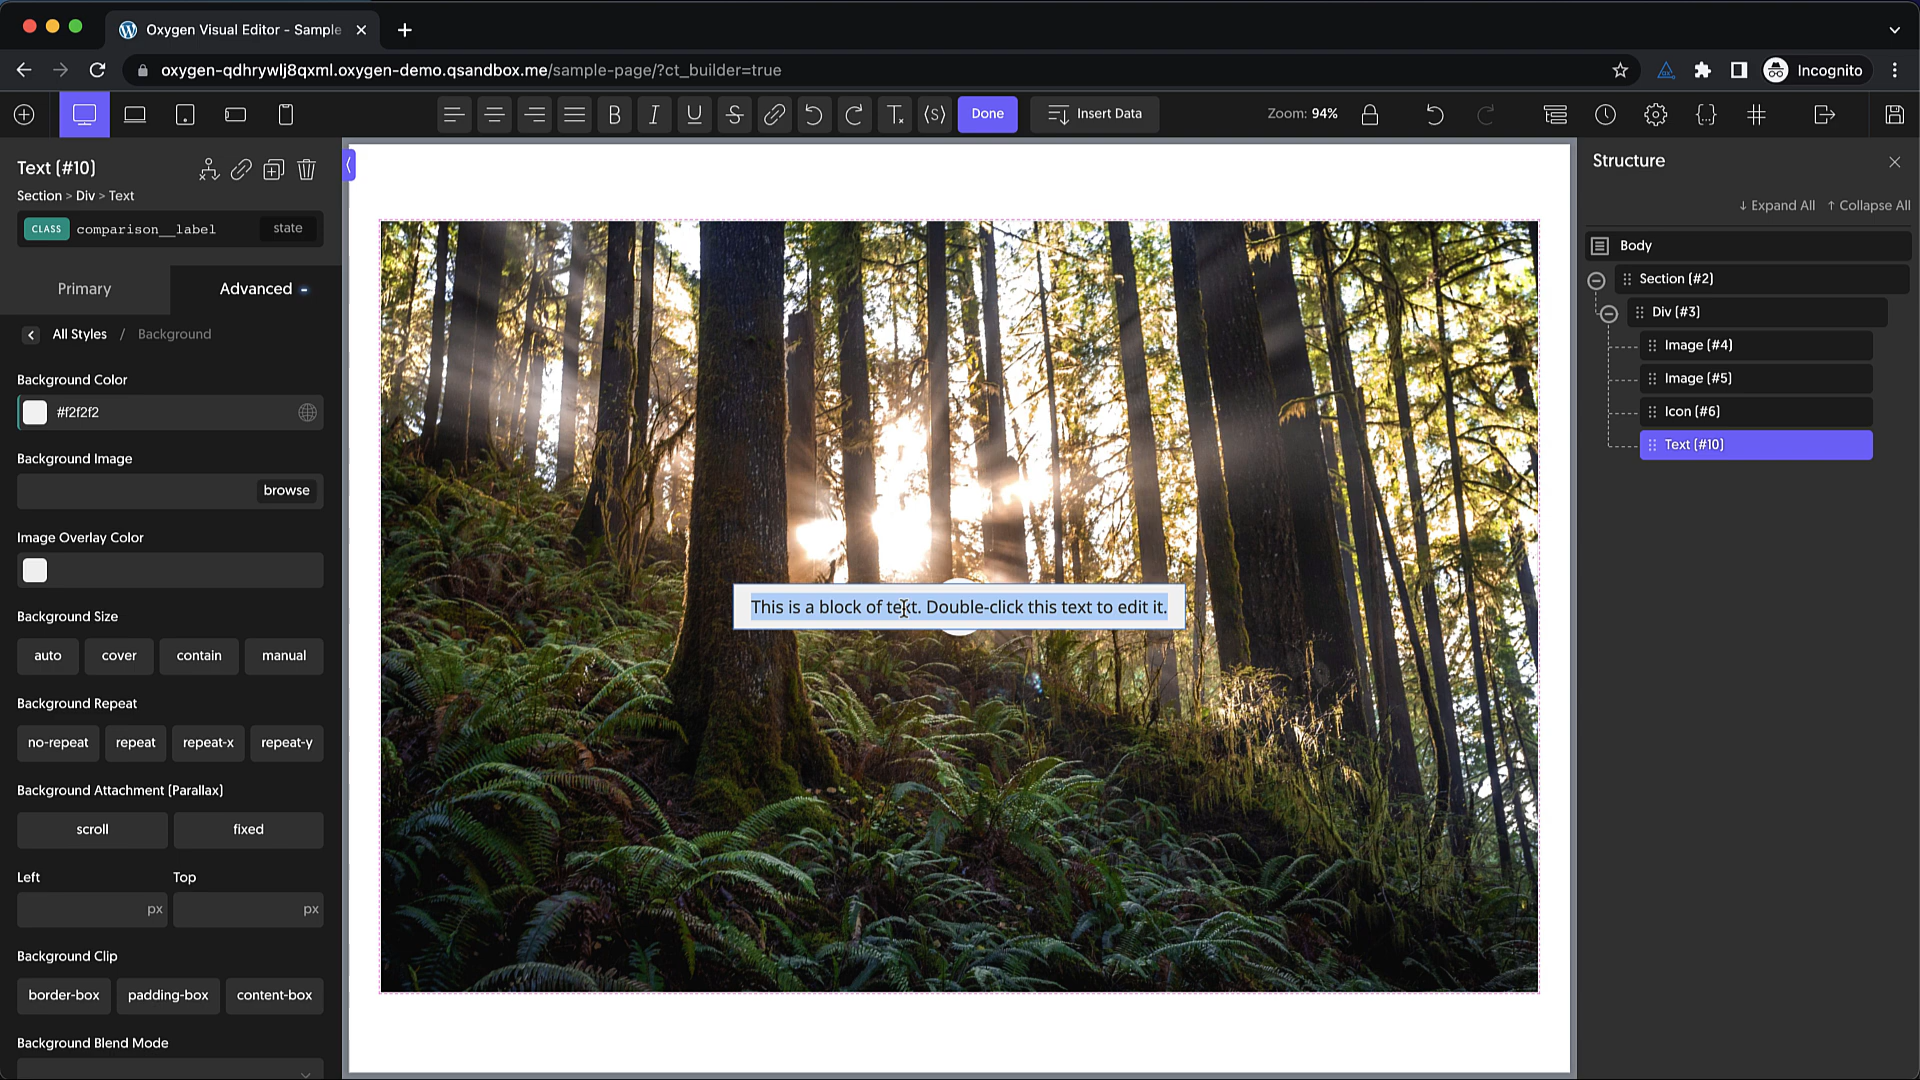 Oxygen Visual Editor - Sample
oxygen-qdhrywlj8qxml.oxygen-demo.qsandbox.me/sample-page/?ct_builder=true
Incognito
B I U S
Done
Insert Data
Zoom: 94%
Text (#10)
Section > Div > Text
CLASS comparison__label state
Primary
Advanced
All Styles / Background
Background Color
#f2f2f2
Background Image
browse
Image Overlay Color
Background Size
auto cover contain manual
Background Repeat
no-repeat repeat repeat-x repeat-y
Background Attachment (Parallax)
scroll fixed
Left Top
px px
Background Clip
border-box padding-box content-box
Background Blend Mode
This is a block of text. Double-click this text to edit it.
Structure
Expand All Collapse All
Body
Section (#2)
Div (#3)
Image (#4)
Image (#5)
Icon (#6)
Text (#10)